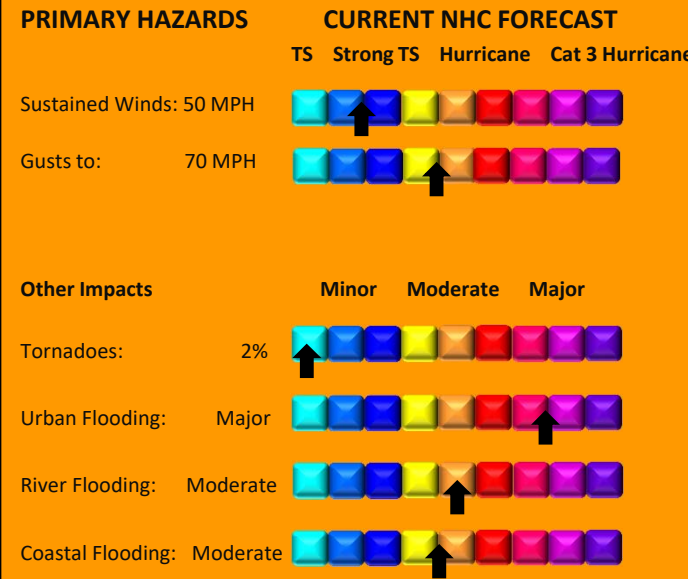 PRIMARY HAZARDS CURRENT NHC FORECAST
TS Strong TS Hurricane Cat 3 Hurricane
Sustained Winds: 50 MPH
Gusts to: 70 MPH
Other Impacts Minor Moderate Major
Tornadoes: 2%
Urban Flooding: Major
River Flooding: Moderate
Coastal Flooding: Moderate